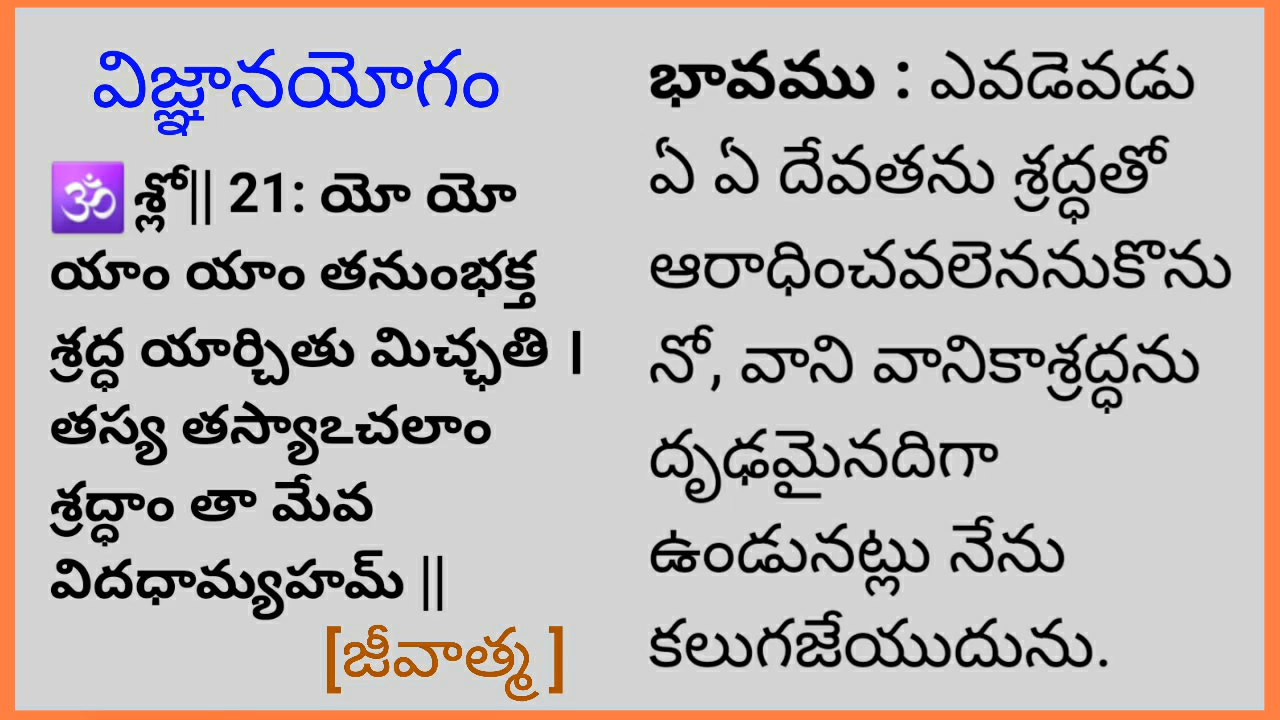 విజ్ఞానయోగం
🕉 శ్లో|| 21: యో యో
యాం యాం తనుంభక్త
శ్రద్ధ యార్చితు మిచ్ఛతి |
తస్య తస్యాఽచలాం
శ్రద్ధాం తా మేవ
విదధామ్యహమ్ ||
[జీవాత్మ ]
భావము : ఎవడెవడు
ఏ ఏ దేవతను శ్రద్ధతో
ఆరాధించవలెననుకొను
నో, వాని వానికాశ్రద్ధను
దృఢమైనదిగా
ఉండునట్లు నేను
కలుగజేయుదును.